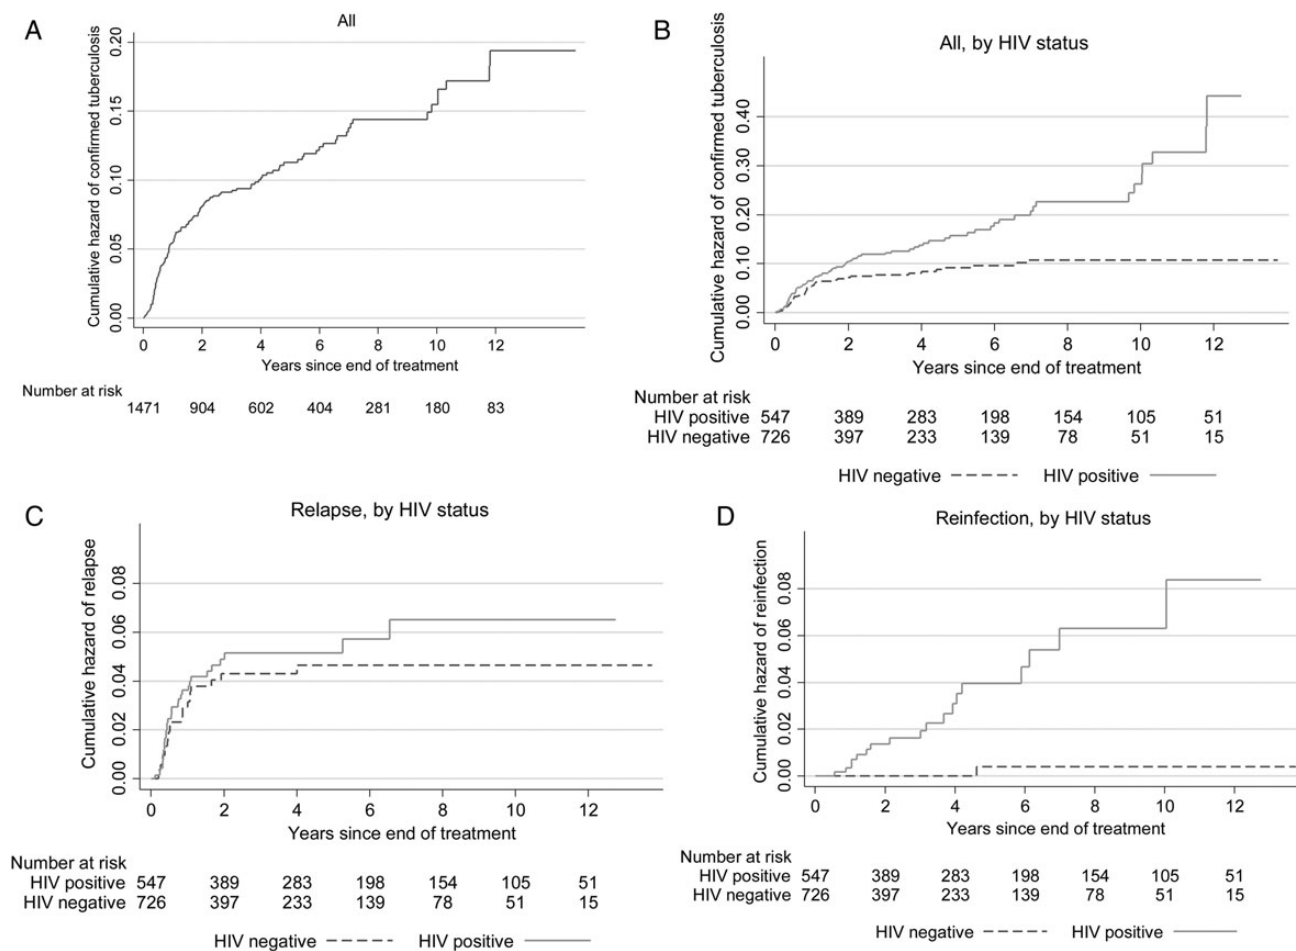 A
All
Cumulative hazard of confirmed tuberculosis
0.20
0.15
0.10
0.05
0.00
0 2 4 6 8 10 12
Years since end of treatment
Number at risk
1471 904 602 404 281 180 83
B
All, by HIV status
Cumulative hazard of confirmed tuberculosis
0.40
0.30
0.20
0.10
0.00
0 2 4 6 8 10 12
Years since end of treatment
Number at risk
HIV positive 547 389 283 198 154 105 51
HIV negative 726 397 233 139 78 51 15
HIV negative HIV positive
C
Relapse, by HIV status
Cumulative hazard of relapse
0.08
0.06
0.04
0.02
0.00
0 2 4 6 8 10 12
Years since end of treatment
Number at risk
HIV positive 547 389 283 198 154 105 51
HIV negative 726 397 233 139 78 51 15
HIV negative HIV positive
D
Reinfection, by HIV status
Cumulative hazard of reinfection
0.08
0.06
0.04
0.02
0.00
0 2 4 6 8 10 12
Years since end of treatment
Number at risk
HIV positive 547 389 283 198 154 105 51
HIV negative 726 397 233 139 78 51 15
HIV negative HIV positive